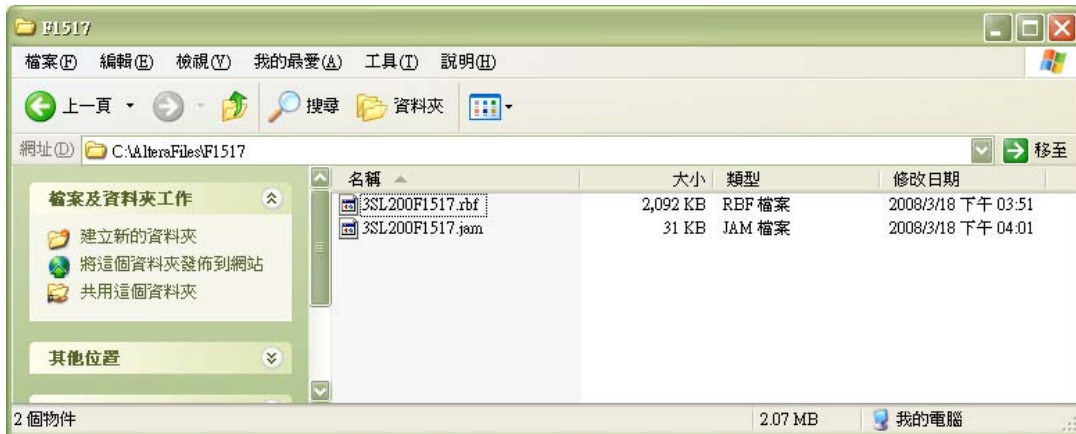 F1517
檔案(F) 編輯(E) 檢視(V) 我的最愛(A) 工具(T) 說明(H)
上一頁 搜尋 資料夾
網址(D) C:\AlteraFiles\F1517 移至
檔案及資料夾工作
建立新的資料夾
將這個資料夾發佈到網站
共用這個資料夾
其他位置
名稱 大小 類型 修改日期
3SL200F1517.rbf 2,092 KB RBF 檔案 2008/3/18 下午 03:51
3SL200F1517.jam 31 KB JAM 檔案 2008/3/18 下午 04:01
2 個物件 2.07 MB 我的電腦